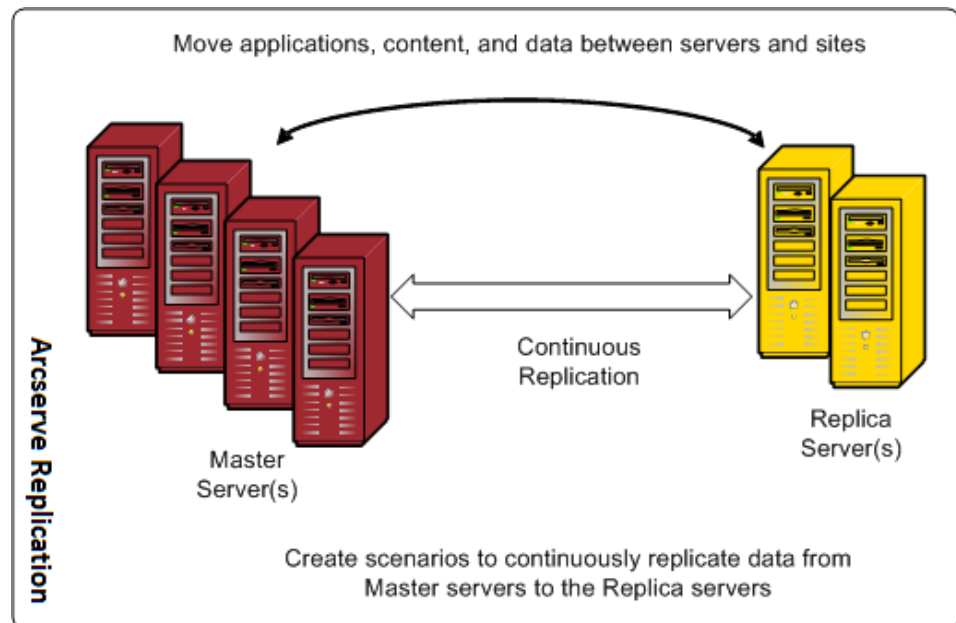 Move applications, content, and data between servers and sites
Continuous
Replication
Replica
Server(s)
Master
Server(s)
Arcserve Replication
Create scenarios to continuously replicate data from
Master servers to the Replica servers